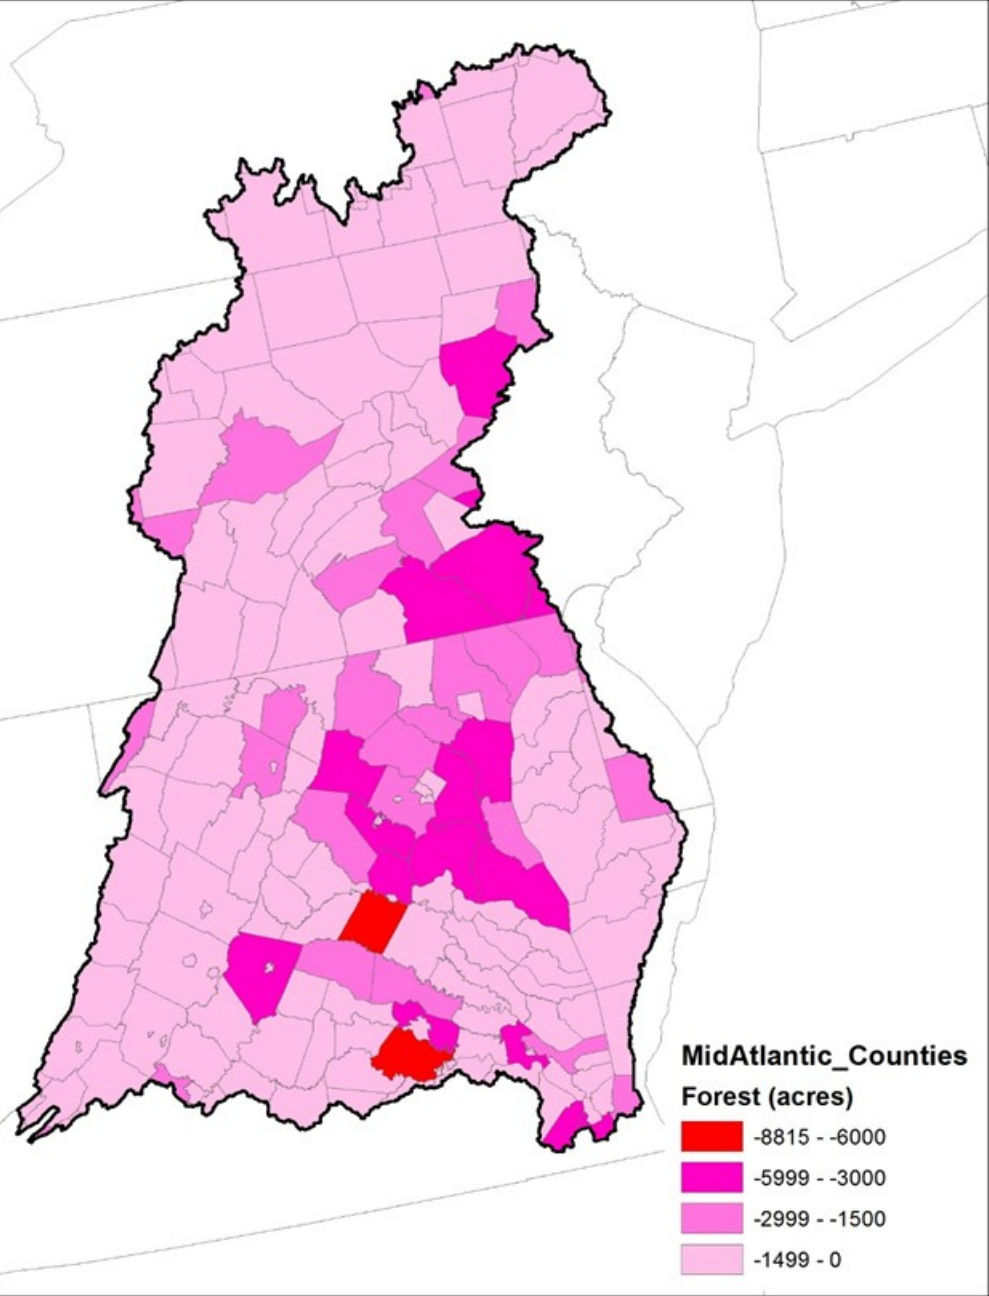 MidAtlantic_Counties
Forest (acres)
-8815 - -6000
-5999 - -3000
-2999 - -1500
-1499 - 0